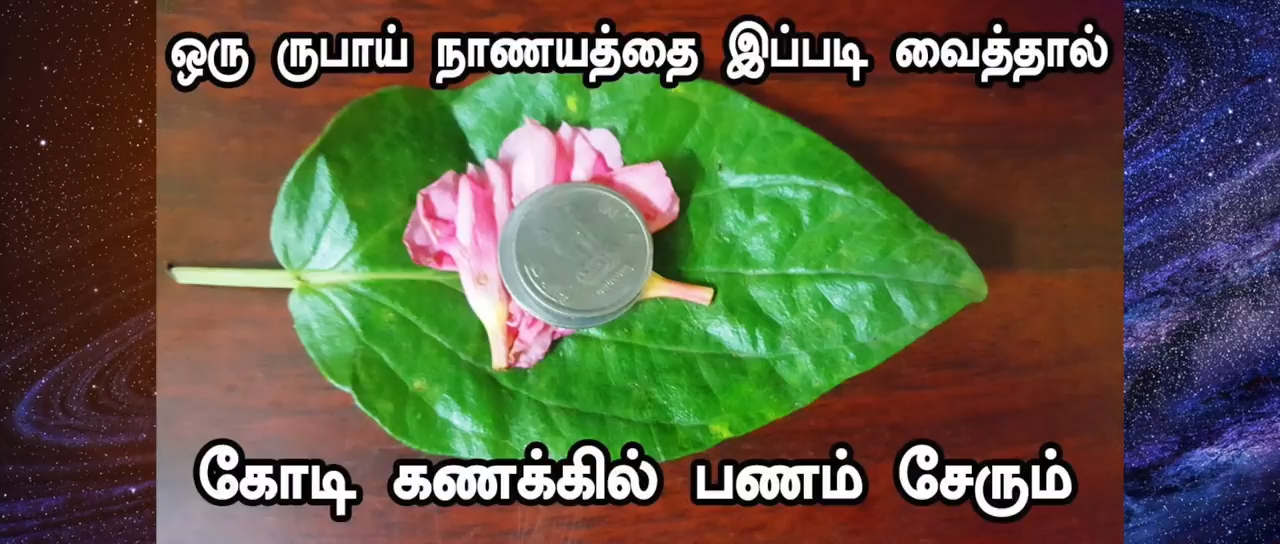 ஒரு ருபாய் நாணயத்தை இப்படி வைத்தால்
கோடி கணக்கில் பணம் சேரும்